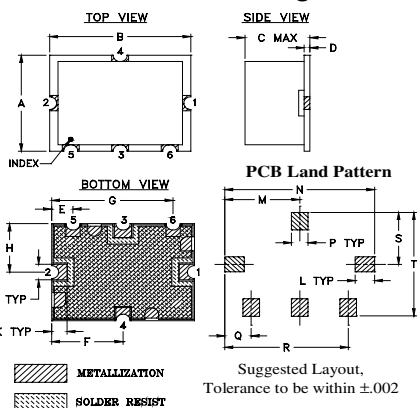 TOP VIEW
SIDE VIEW
B
C MAX
D
4
A
2
1
INDEX
5
3
6
BOTTOM VIEW
PCB Land Pattern
G
E
5
3
6
H
2
1
TYP
TYP
F
4
N
M
P TYP
S
T
L TYP
Q
R
METALLIZATION
SOLDER RESIST
Suggested Layout,
Tolerance to be within ±.002